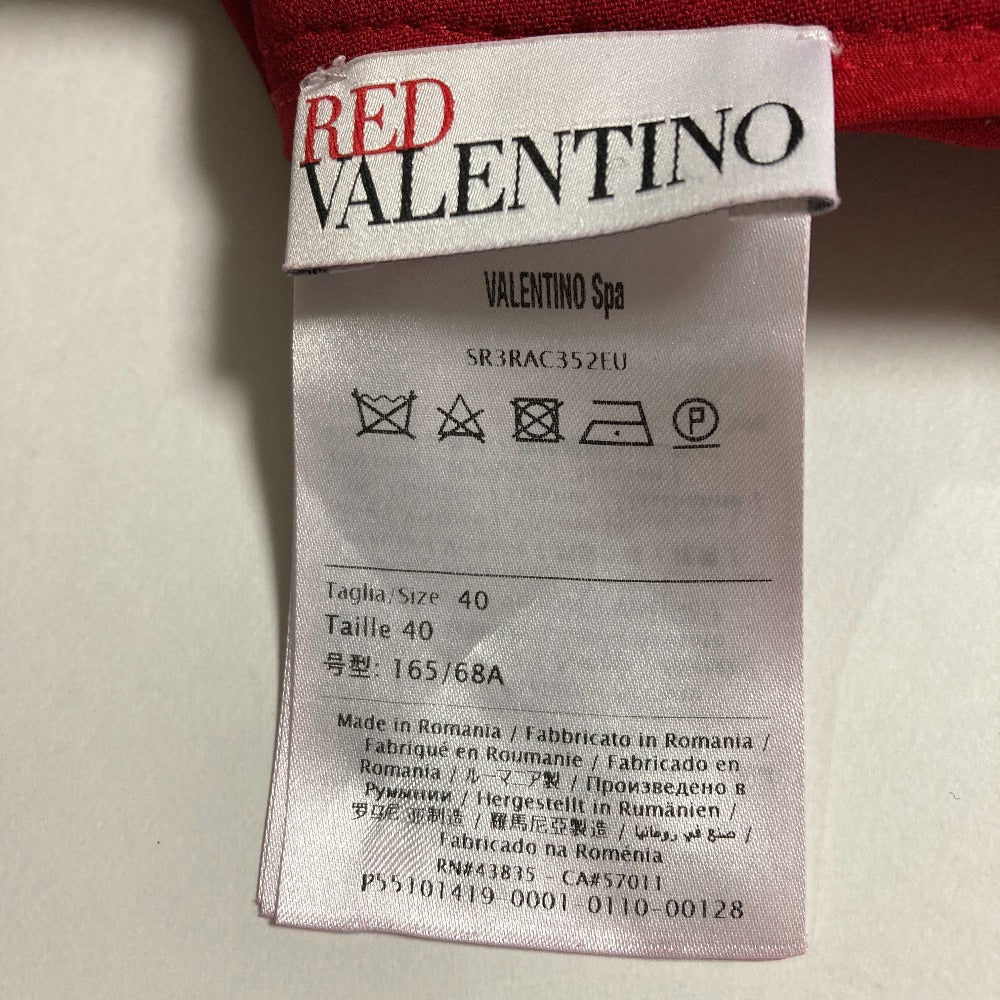 RED
VALENTINO
VALENTINO Spa
SR3RAC352EU
P
Taglia/Size 40
Taille 40
号型: 165/68A
Made in Romania / Fabbricato in Romania /
Fabriqué en Roumanie / Fabricado en
Romania / ルーマニア製 / Произведено в
Румынии / Hergestellt in Rumänien /
罗马尼亚制造 / 羅馬尼亞製造 / صنع في رومانيا /
Fabricado na Roménia
RN#43835 - CA#57011
P55101419-0001-0110-00128